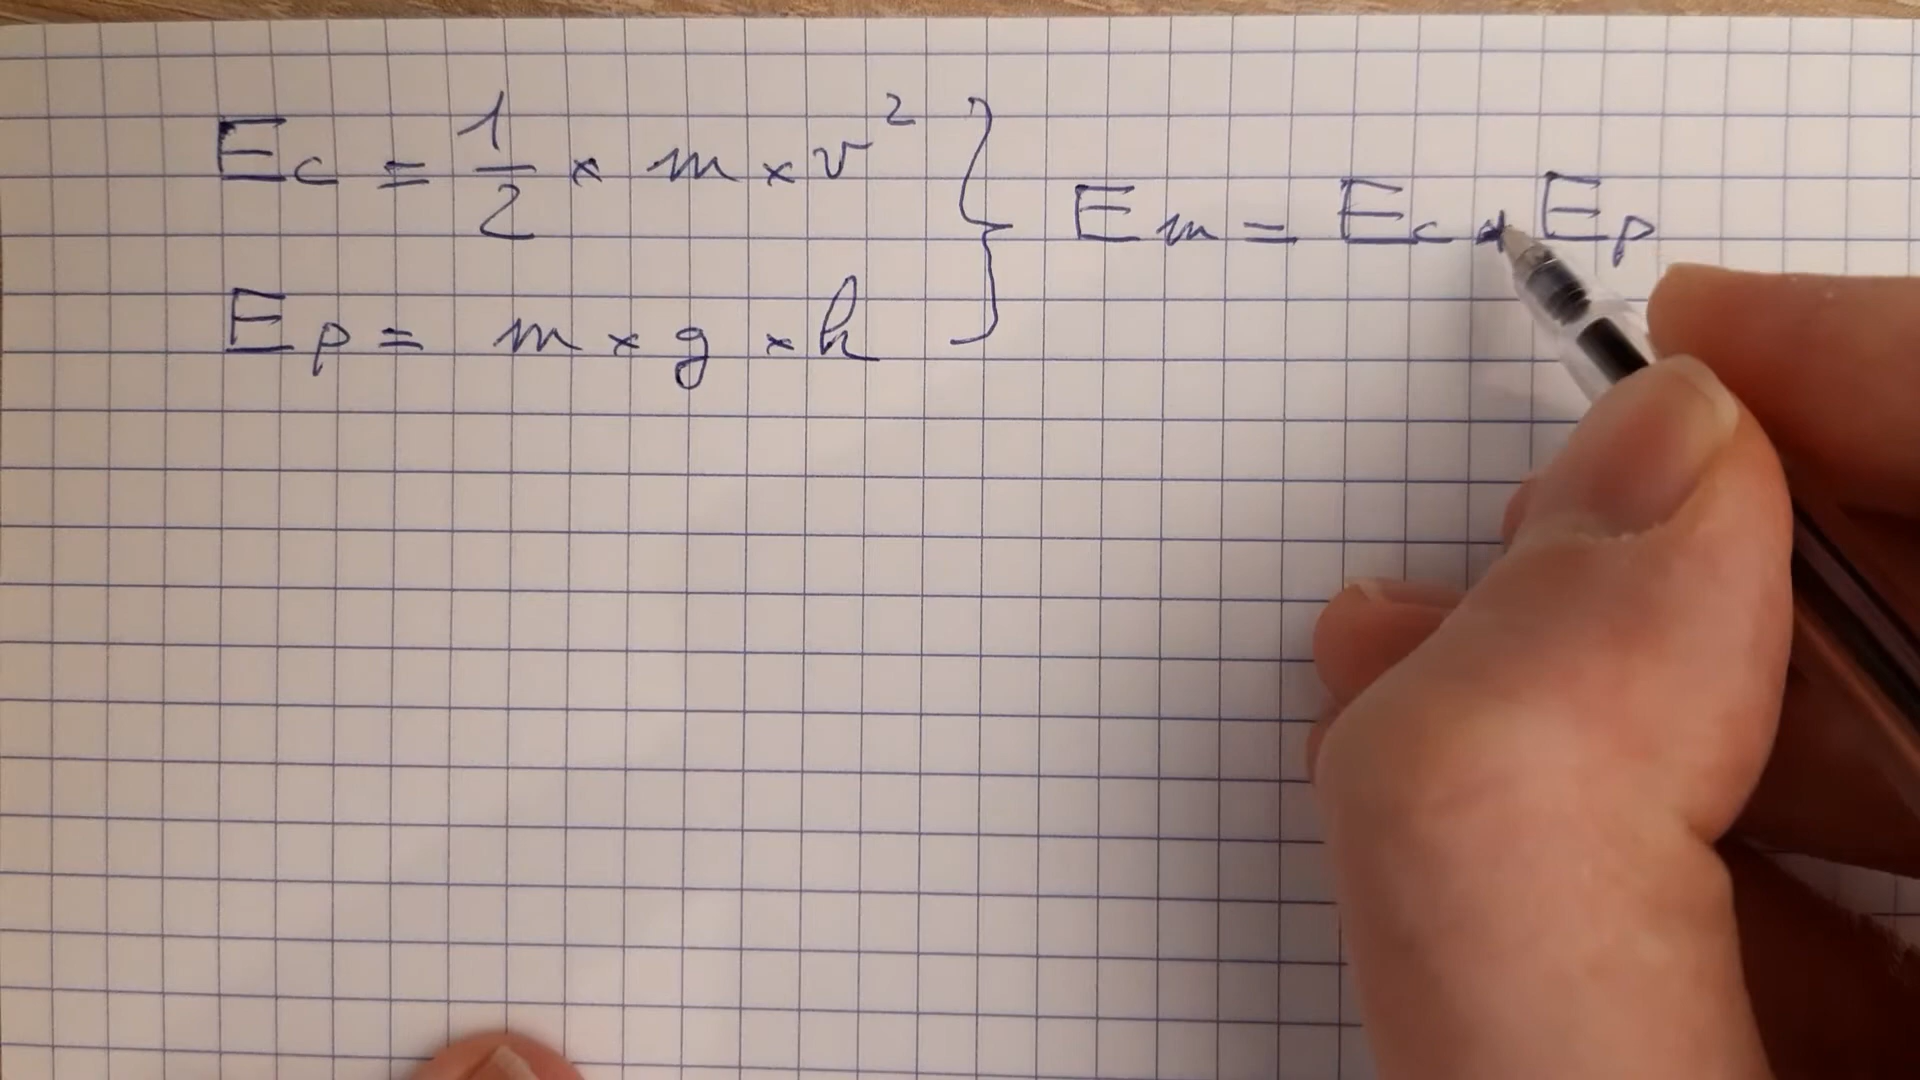 Ec = 1/2 × m × v² } Em = Ec + Ep
Ep = m × g × h